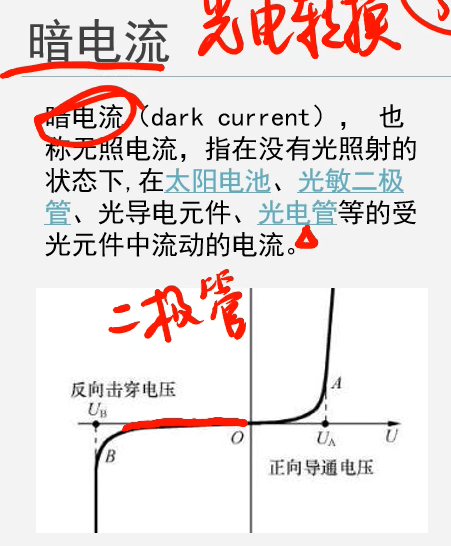 暗电流
光电转换
暗电流（dark current）， 也
称无照电流，指在没有光照射的
状态下,在太阳电池、光敏二极
管、光导电元件、光电管等的受
光元件中流动的电流。
二极管
反向击穿电压
U_B
A
O
U_A
U
B
正向导通电压